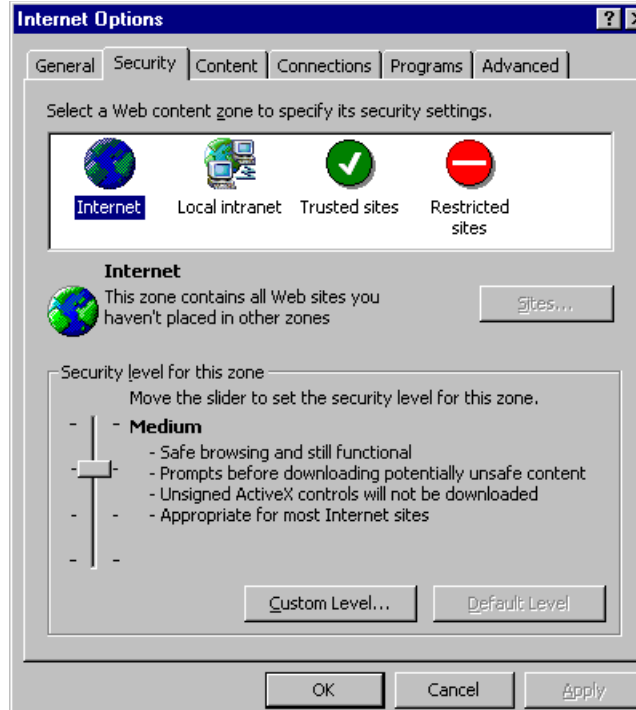 Internet Options
General Security Content Connections Programs Advanced
Select a Web content zone to specify its security settings.
Internet Local intranet Trusted sites Restricted sites
Internet
This zone contains all Web sites you
haven't placed in other zones
Sites...
Security level for this zone
Move the slider to set the security level for this zone.
Medium
- Safe browsing and still functional
- Prompts before downloading potentially unsafe content
- Unsigned ActiveX controls will not be downloaded
- Appropriate for most Internet sites
Custom Level... Default Level
OK Cancel Apply